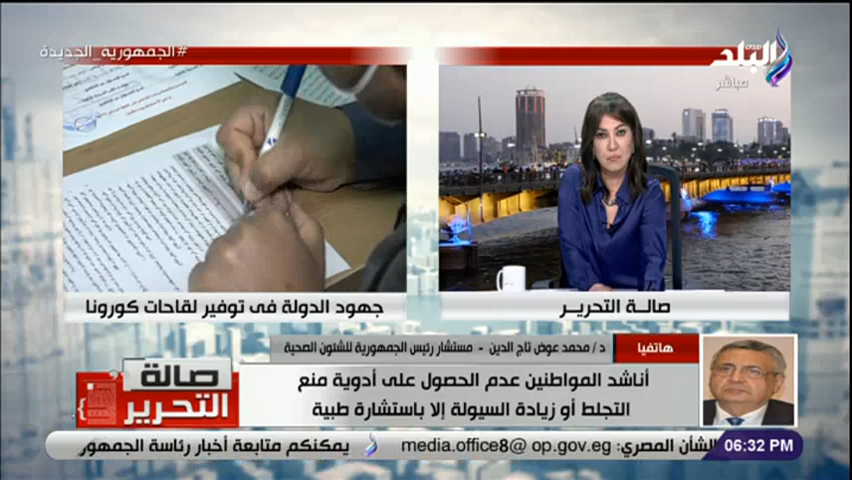 #الجمهورية_الجديدة
صدى
البلد
مباشر
جهود الدولة فى توفير لقاحات كورونا
صالة التحرير
هاتفيا
د/ محمد عوض تاج الدين - مستشار رئيس الجمهورية للشئون الصحية
أناشد المواطنين عدم الحصول على أدوية منع
التجلط أو زيادة السيولة إلا باستشارة طبية
صالة
التحرير
الشأن المصري: media.office8@ op.gov.eg يمكنكم متابعة أخبار رئاسة الجمهور
06:32 PM